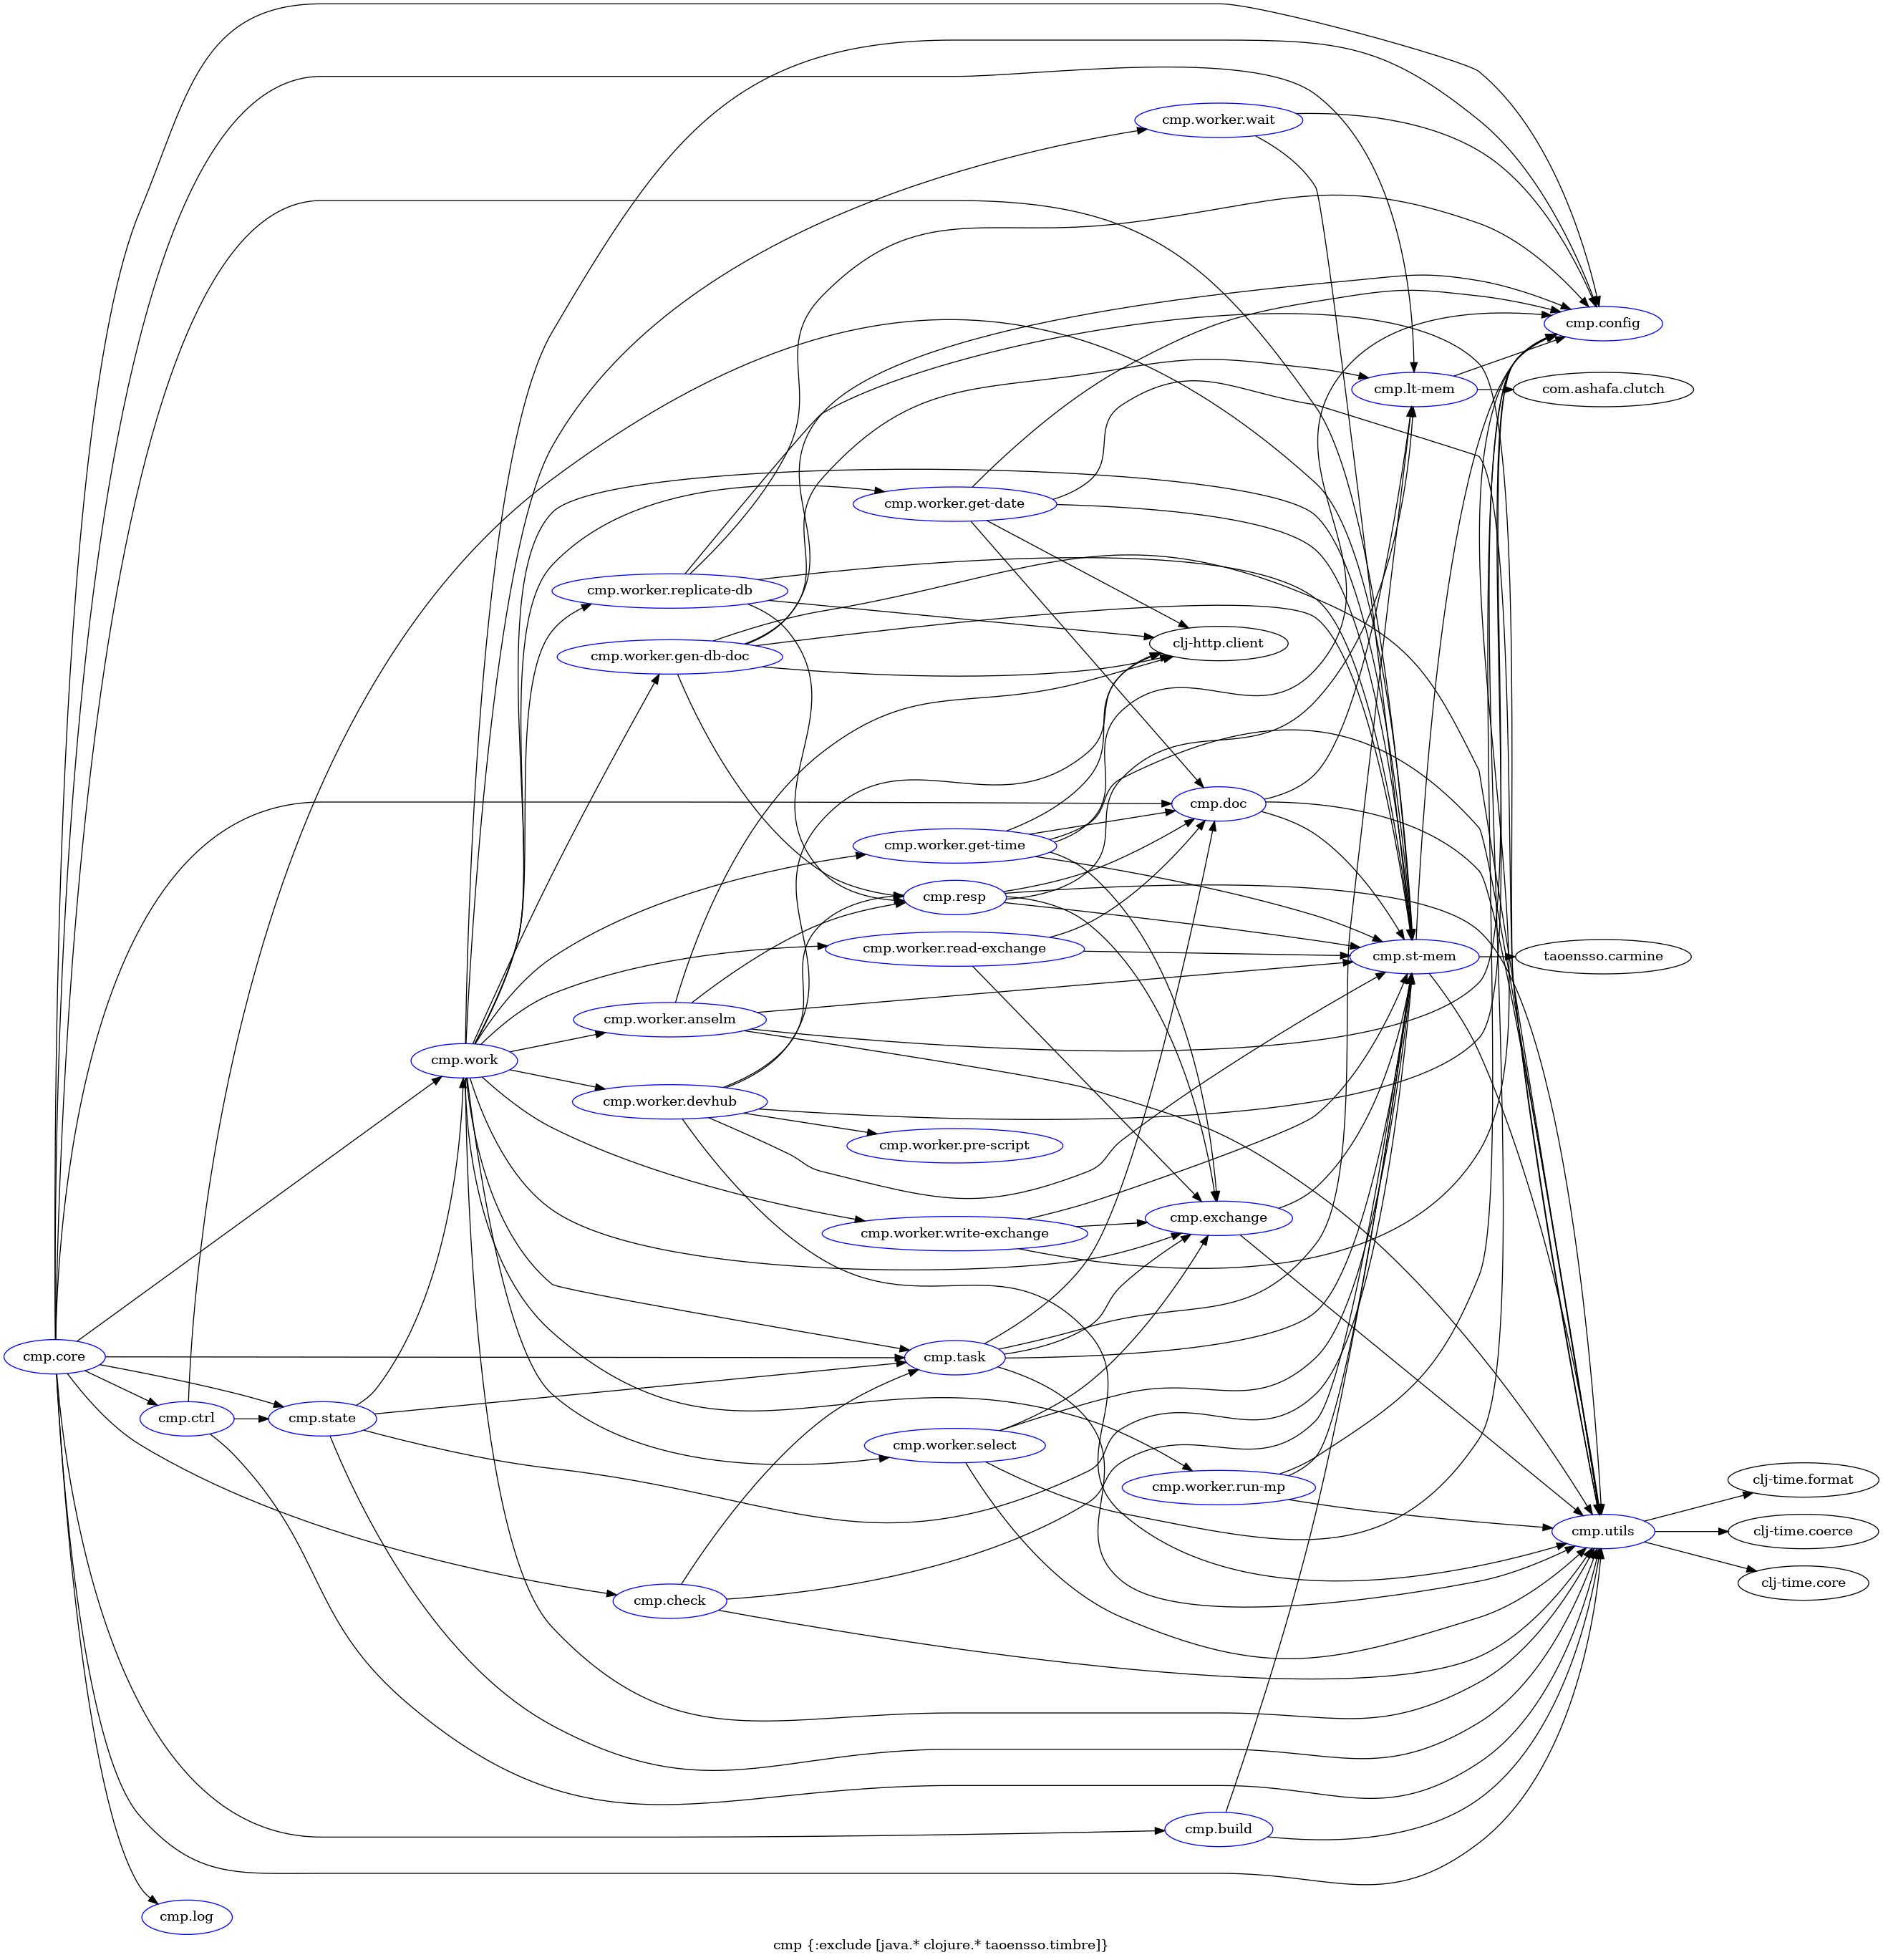 cmp.worker.wait
cmp.config
cmp.lt-mem
com.ashafa.clutch
cmp.worker.get-date
cmp.worker.replicate-db
clj-http.client
cmp.worker.gen-db-doc
cmp.doc
cmp.worker.get-time
cmp.resp
cmp.worker.read-exchange
cmp.st-mem
taoensso.carmine
cmp.worker.anselm
cmp.work
cmp.worker.devhub
cmp.worker.pre-script
cmp.exchange
cmp.worker.write-exchange
cmp.core
cmp.task
cmp.ctrl
cmp.state
cmp.worker.select
clj-time.format
cmp.worker.run-mp
cmp.utils
clj-time.coerce
clj-time.core
cmp.check
cmp.build
cmp.log
cmp {:exclude [java.* clojure.* taoensso.timbre]}